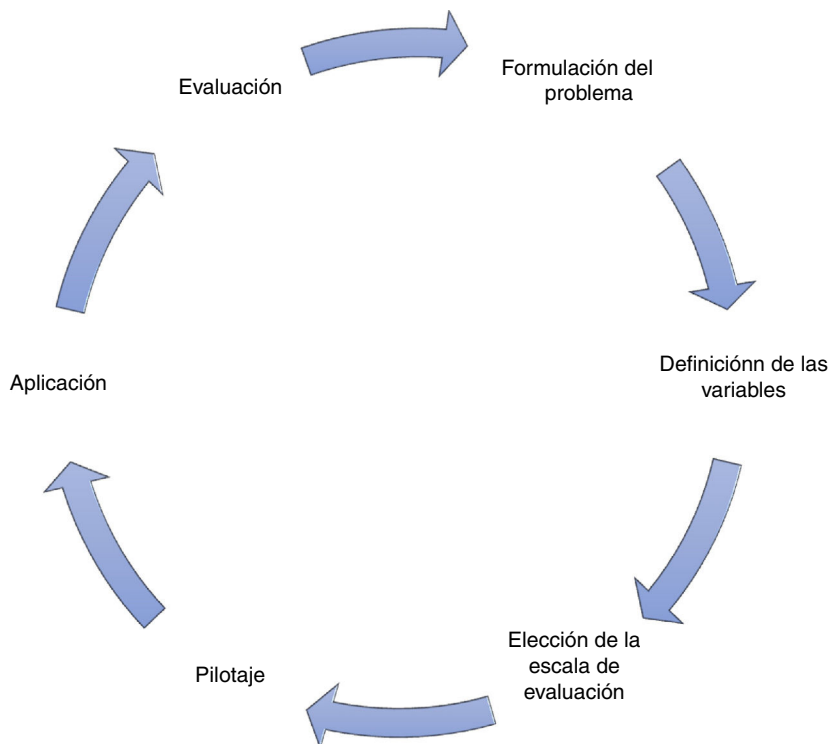 Evaluación
Formulación del
problema
Definiciónn de las
variables
Elección de la
escala de
evaluación
Pilotaje
Aplicación